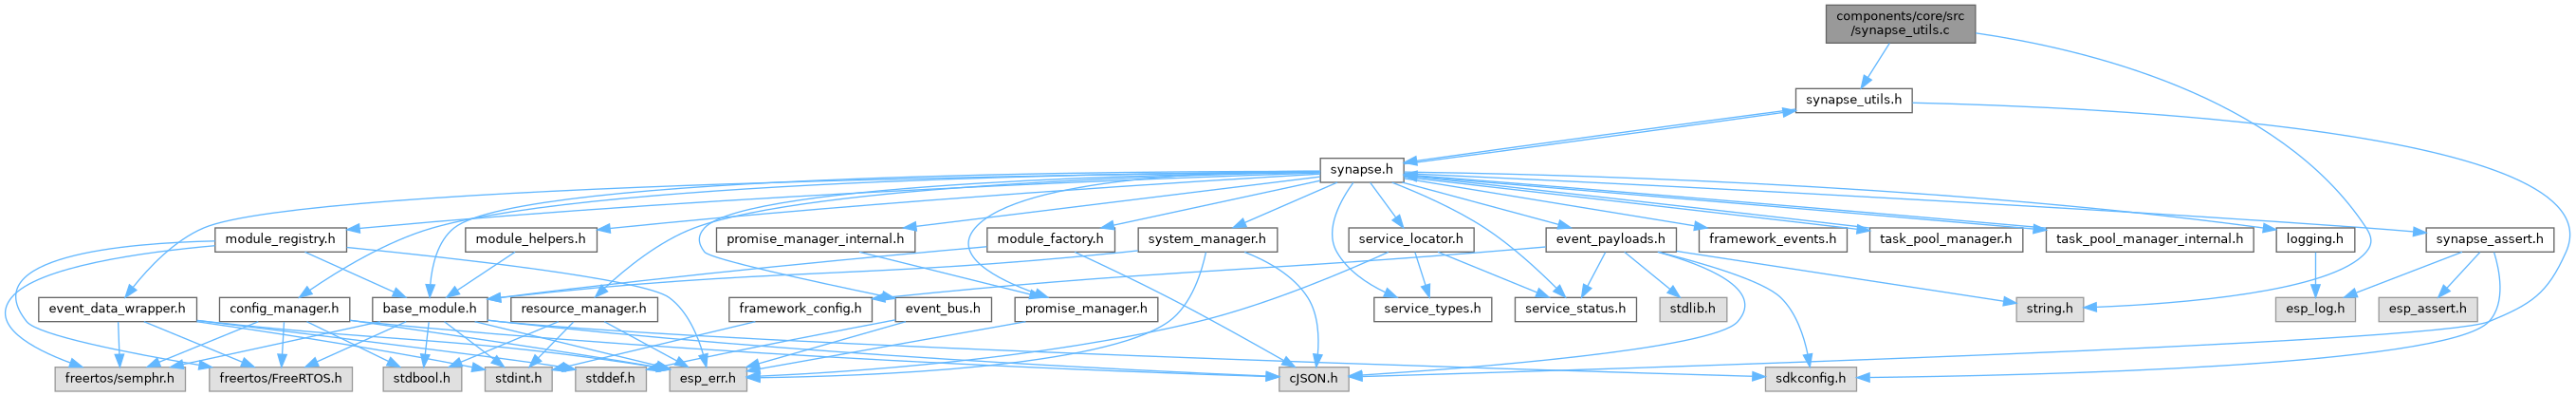 components/core/src
/synapse_utils.c
synapse_utils.h
synapse.h
module_registry.h
module_helpers.h
promise_manager_internal.h
module_factory.h
system_manager.h
service_locator.h
event_payloads.h
framework_events.h
task_pool_manager.h
task_pool_manager_internal.h
logging.h
synapse_assert.h
event_data_wrapper.h
config_manager.h
base_module.h
resource_manager.h
framework_config.h
event_bus.h
promise_manager.h
service_types.h
service_status.h
stdlib.h
string.h
esp_log.h
esp_assert.h
freertos/semphr.h
freertos/FreeRTOS.h
stdbool.h
stdint.h
stddef.h
esp_err.h
cJSON.h
sdkconfig.h